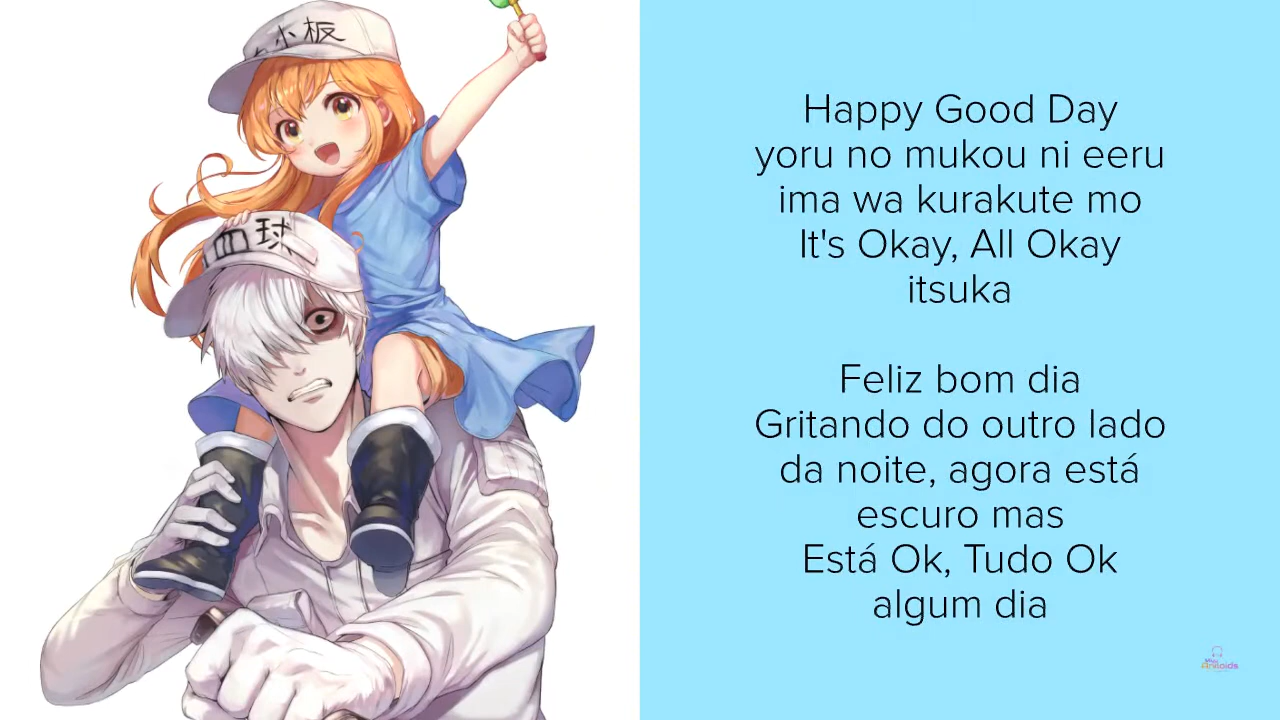 小板
血球
Happy Good Day
yoru no mukou ni eeru
ima wa kurakute mo
It's Okay, All Okay
itsuka
Feliz bom dia
Gritando do outro lado
da noite, agora está
escuro mas
Está Ok, Tudo Ok
algum dia